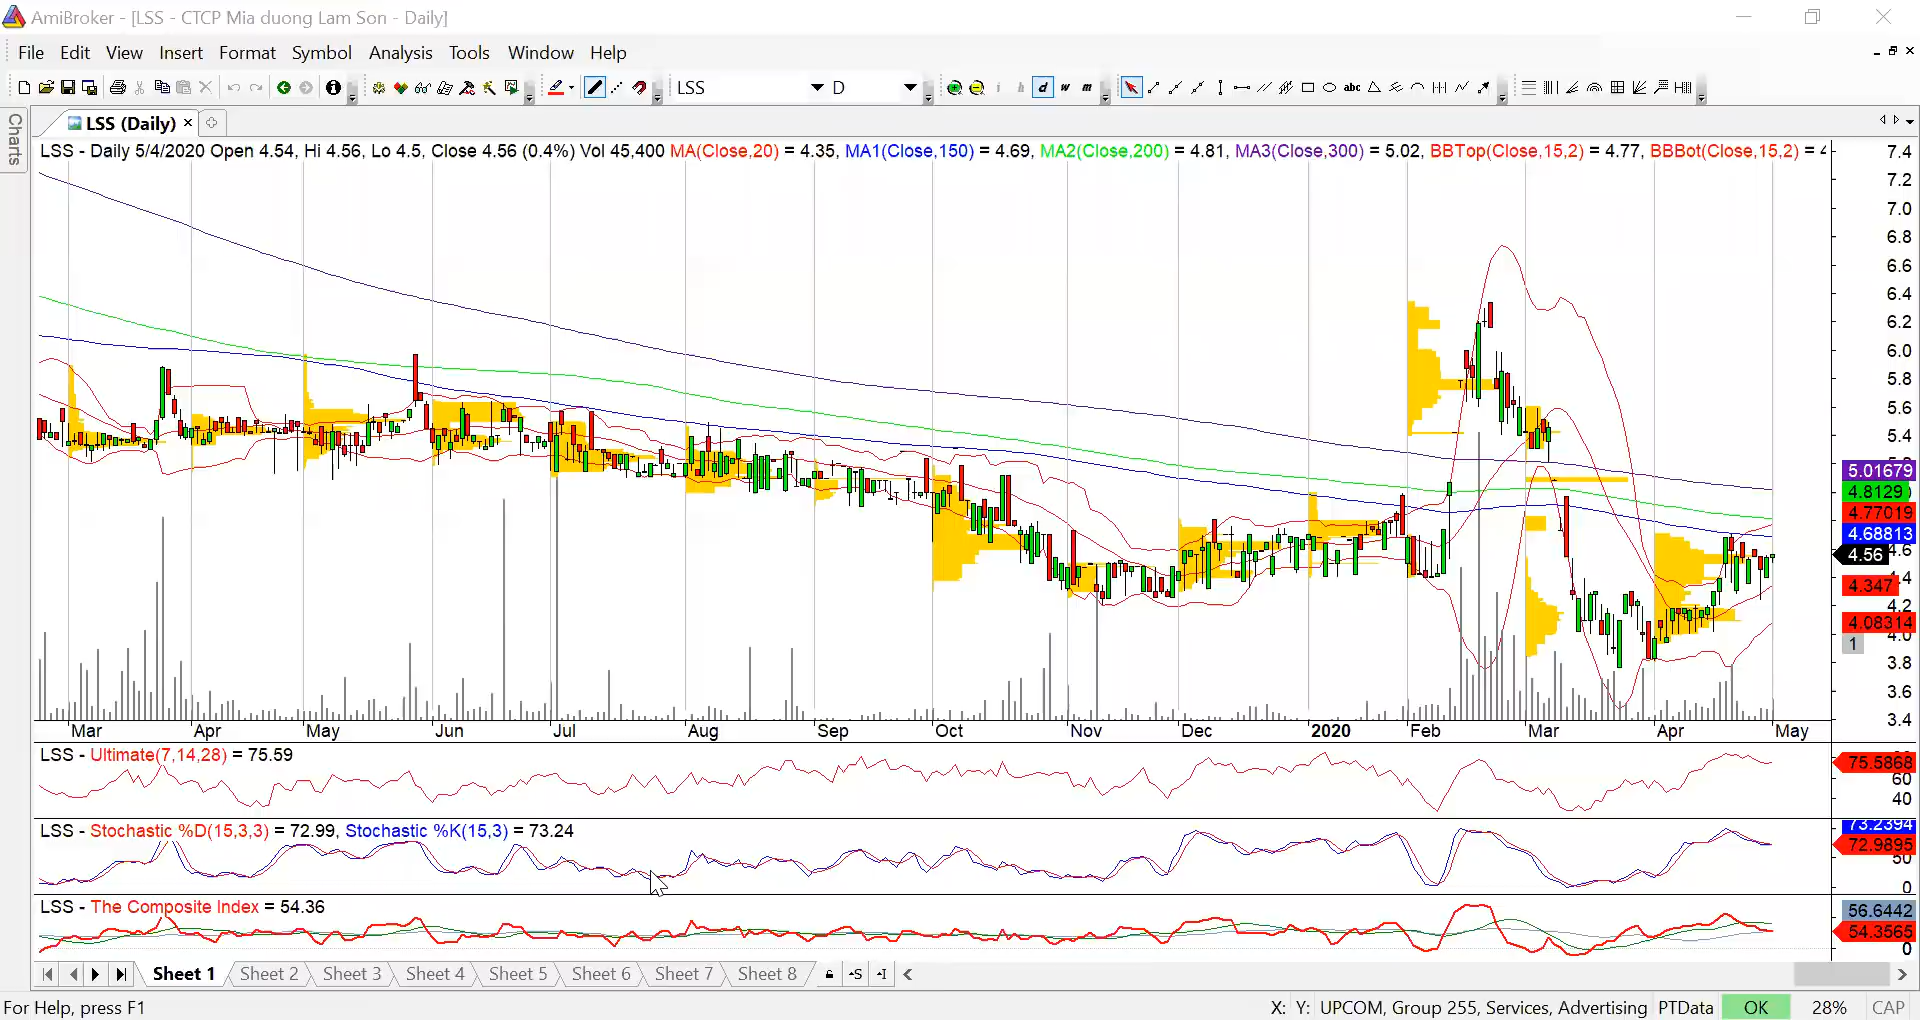 AmiBroker - [LSS - CTCP Mia duong Lam Son - Daily]
File Edit View Insert Format Symbol Analysis Tools Window Help
LSS D i h d w m abc
Charts
LSS (Daily)
LSS - Daily 5/4/2020 Open 4.54, Hi 4.56, Lo 4.5, Close 4.56 (0.4%) Vol 45,400 MA(Close,20) = 4.35, MA1(Close,150) = 4.69, MA2(Close,200) = 4.81, MA3(Close,300) = 5.02, BBTop(Close,15,2) = 4.77, BBBot(Close,15,2) =
7.4
7.2
7.0
6.8
6.6
6.4
6.2
6.0
5.8
5.6
5.4
5.01679
4.8129
4.77019
4.68813
4.6
4.56
4.347
4.2
4.08314
4.0
1
3.8
3.6
3.4
Mar Apr May Jun Jul Aug Sep Oct Nov Dec 2020 Feb Mar Apr May
LSS - Ultimate(7,14,28) = 75.59
75.5868
60
40
LSS - Stochastic %D(15,3,3) = 72.99, Stochastic %K(15,3) = 73.24
73.2394
72.9895
50
0
LSS - The Composite Index = 54.36
56.6442
54.3565
0
Sheet 1 Sheet 2 Sheet 3 Sheet 4 Sheet 5 Sheet 6 Sheet 7 Sheet 8 S I
For Help, press F1 X: Y: UPCOM, Group 255, Services, Advertising PTData OK 28% CAP